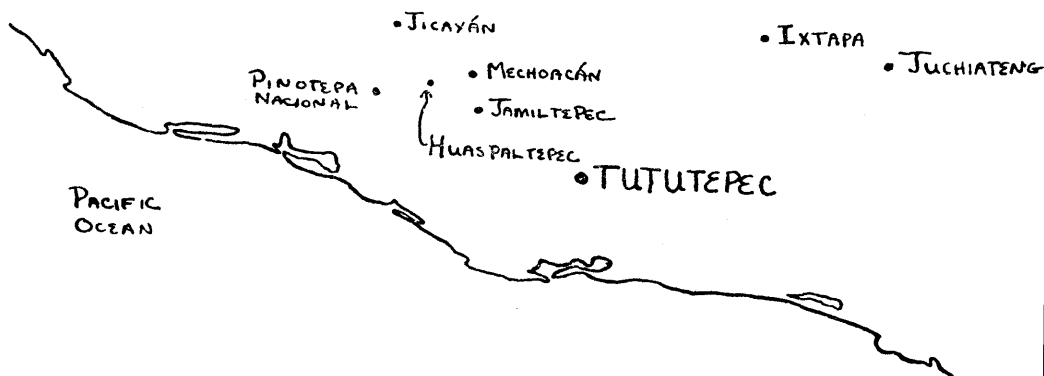 JICAYÁN
IXTAPA
JUCHIATENG
MECHOACÁN
PINOTEPA
NACIONAL
JAMILTEPEC
HUASPALTEPEC
TUTUTEPEC
PACIFIC
OCEAN